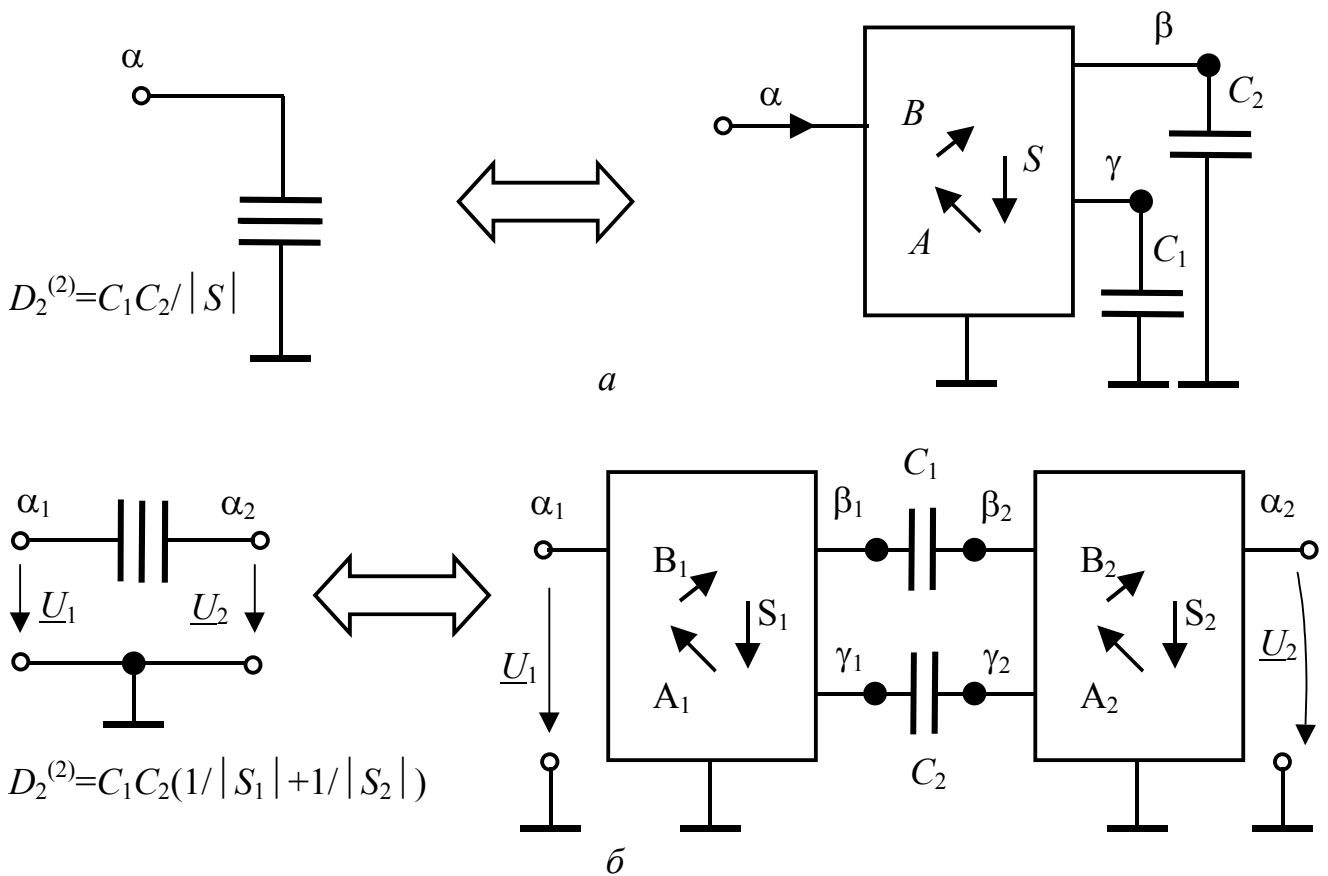 α
D₂⁽²⁾=C₁C₂/|S|
α
B
A
S
β
C₂
γ
C₁
а
α₁
α₂
U₁
U₂
D₂⁽²⁾=C₁C₂(1/|S₁|+1/|S₂|)
α₁
U₁
B₁
S₁
A₁
β₁
C₁
β₂
γ₁
C₂
γ₂
B₂
S₂
A₂
α₂
U₂
б